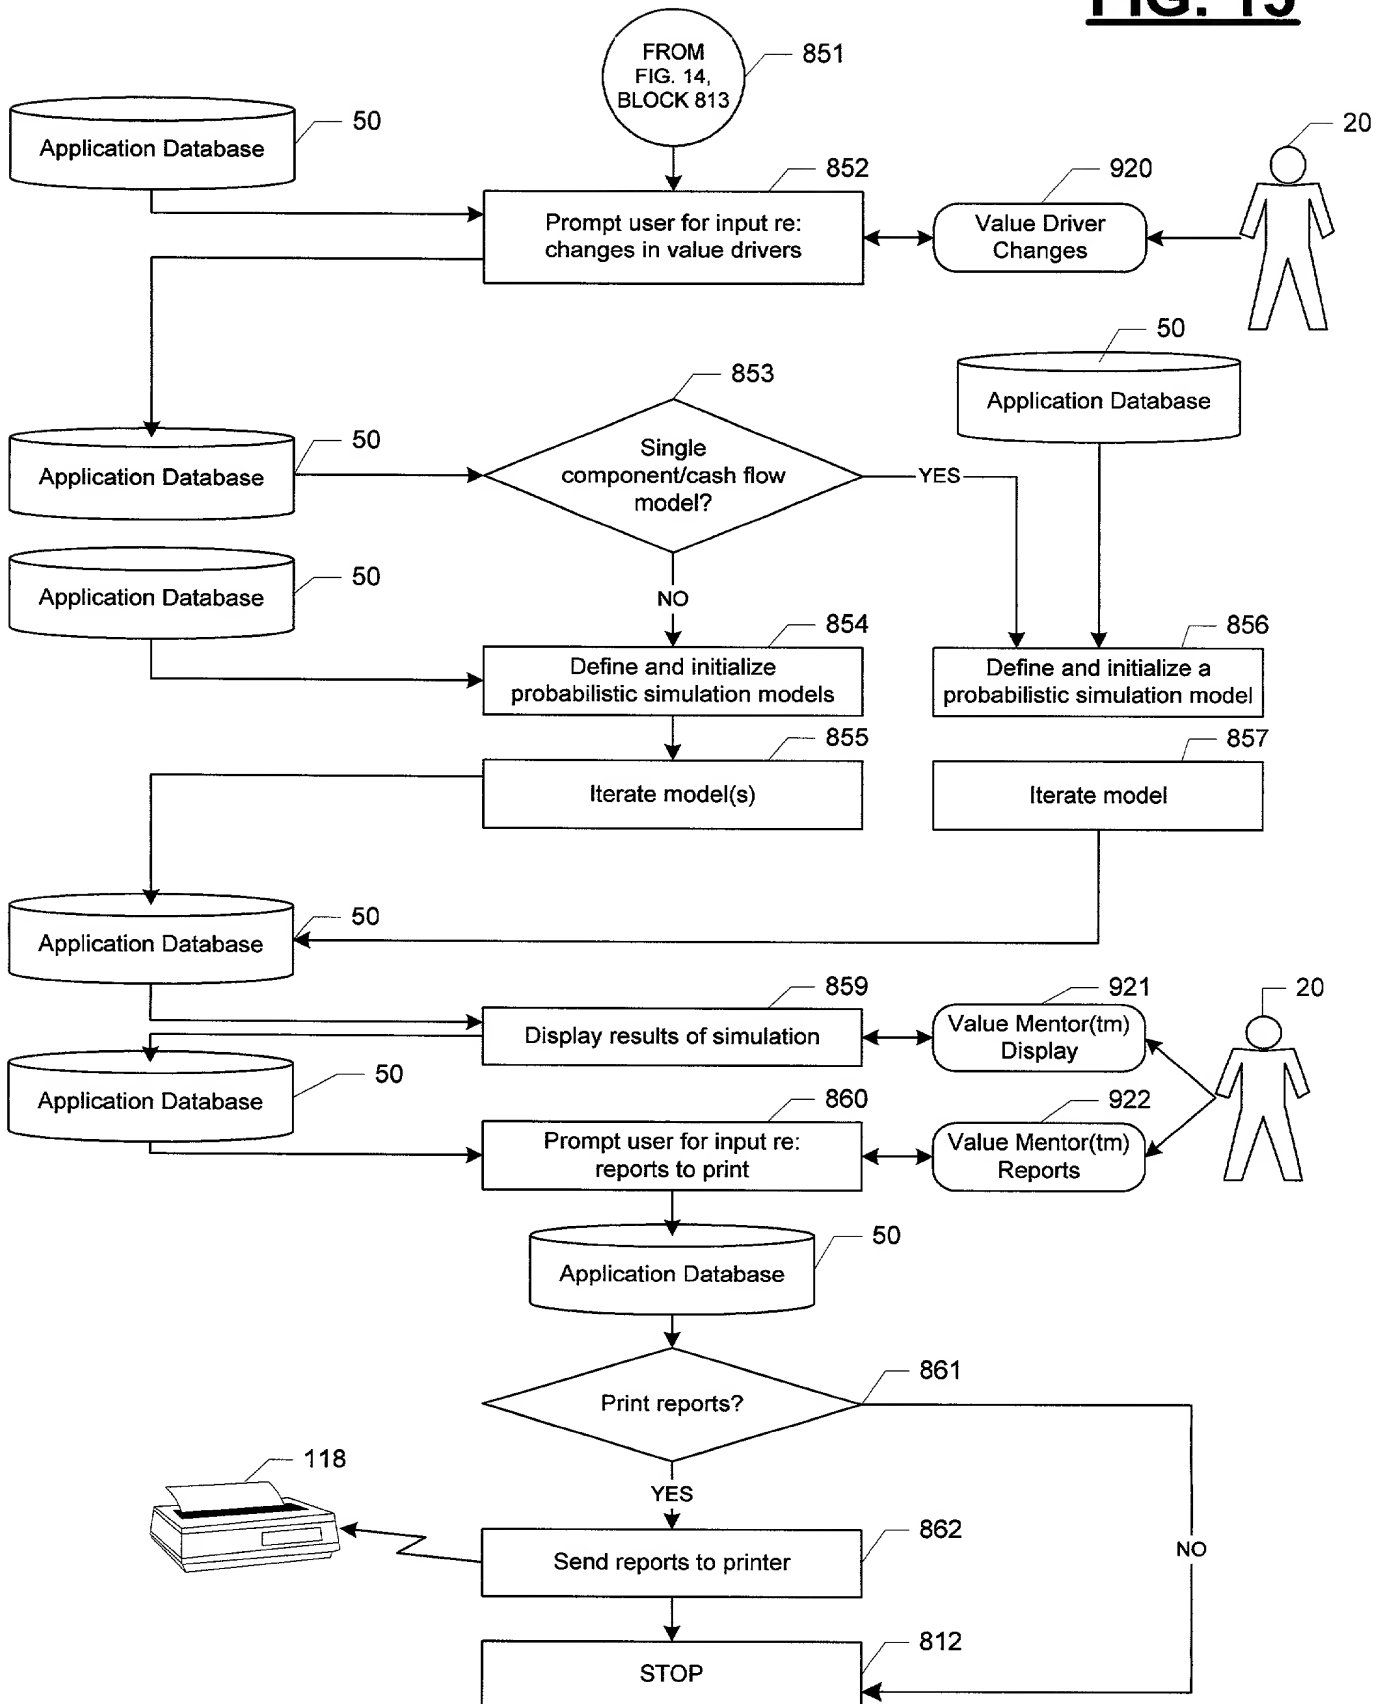 FIG. 15
FROM
FIG. 14,
BLOCK 813
851
Application Database
50
20
852
Prompt user for input re:
changes in value drivers
920
Value Driver
Changes
50
Application Database
853
Single
component/cash flow
model?
YES
Application Database
50
Application Database
50
NO
854
Define and initialize
probabilistic simulation models
856
Define and initialize a
probabilistic simulation model
855
Iterate model(s)
857
Iterate model
Application Database
50
859
Display results of simulation
921
Value Mentor(tm)
Display
20
Application Database
50
860
Prompt user for input re:
reports to print
922
Value Mentor(tm)
Reports
Application Database
50
Print reports?
861
118
YES
862
Send reports to printer
NO
812
STOP